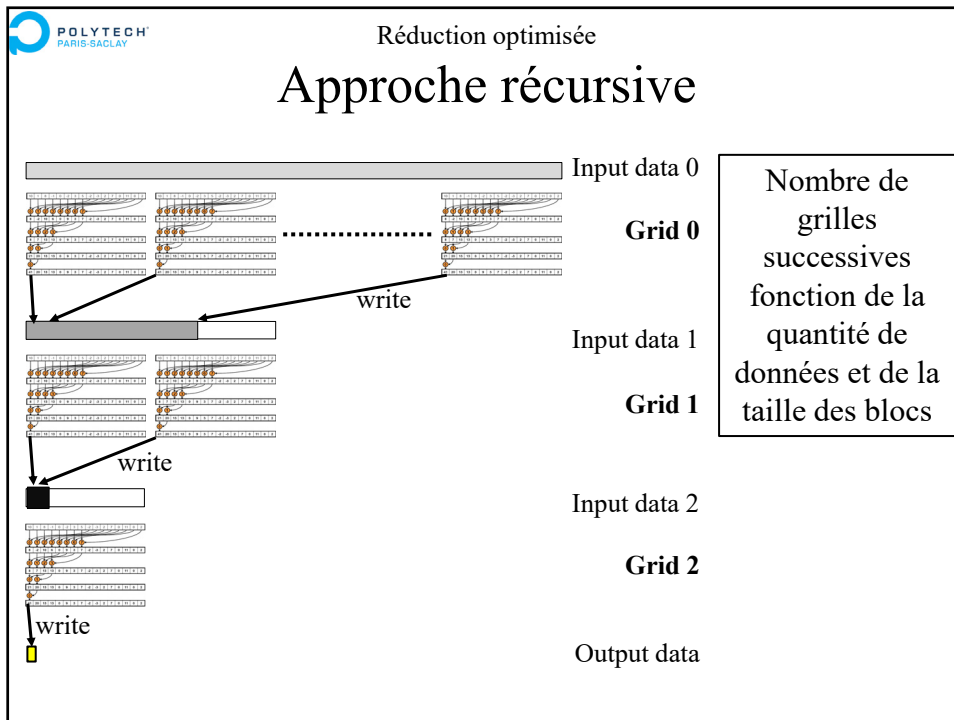 POLYTECH
PARIS-SACLAY
Réduction optimisée
Approche récursive
Input data 0
Grid 0
write
Input data 1
Grid 1
write
Input data 2
Grid 2
write
Output data
Nombre de
grilles
successives
fonction de la
quantité de
données et de la
taille des blocs